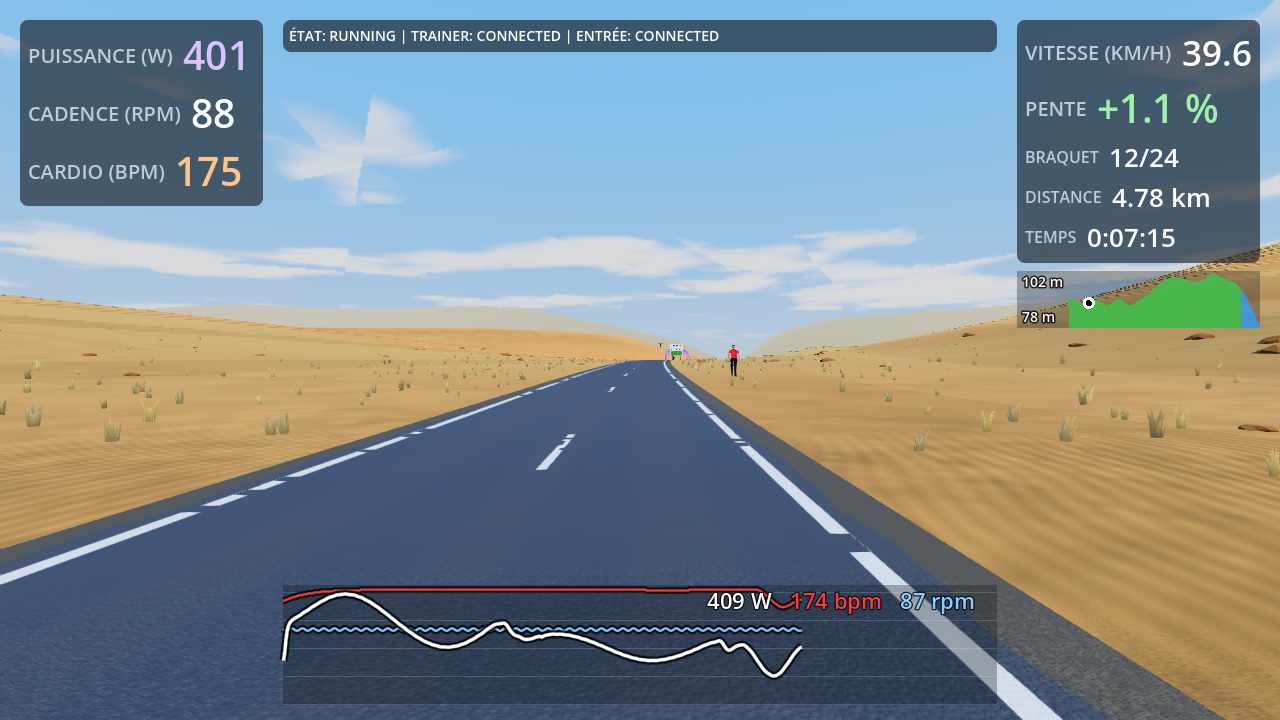 PUISSANCE (W) 401
CADENCE (RPM) 88
CARDIO (BPM) 175
ÉTAT: RUNNING | TRAINER: CONNECTED | ENTRÉE: CONNECTED
VITESSE (KM/H) 39.6
PENTE +1.1 %
BRAQUET 12/24
DISTANCE 4.78 km
TEMPS 0:07:15
102 m
78 m
409 W 174 bpm 87 rpm